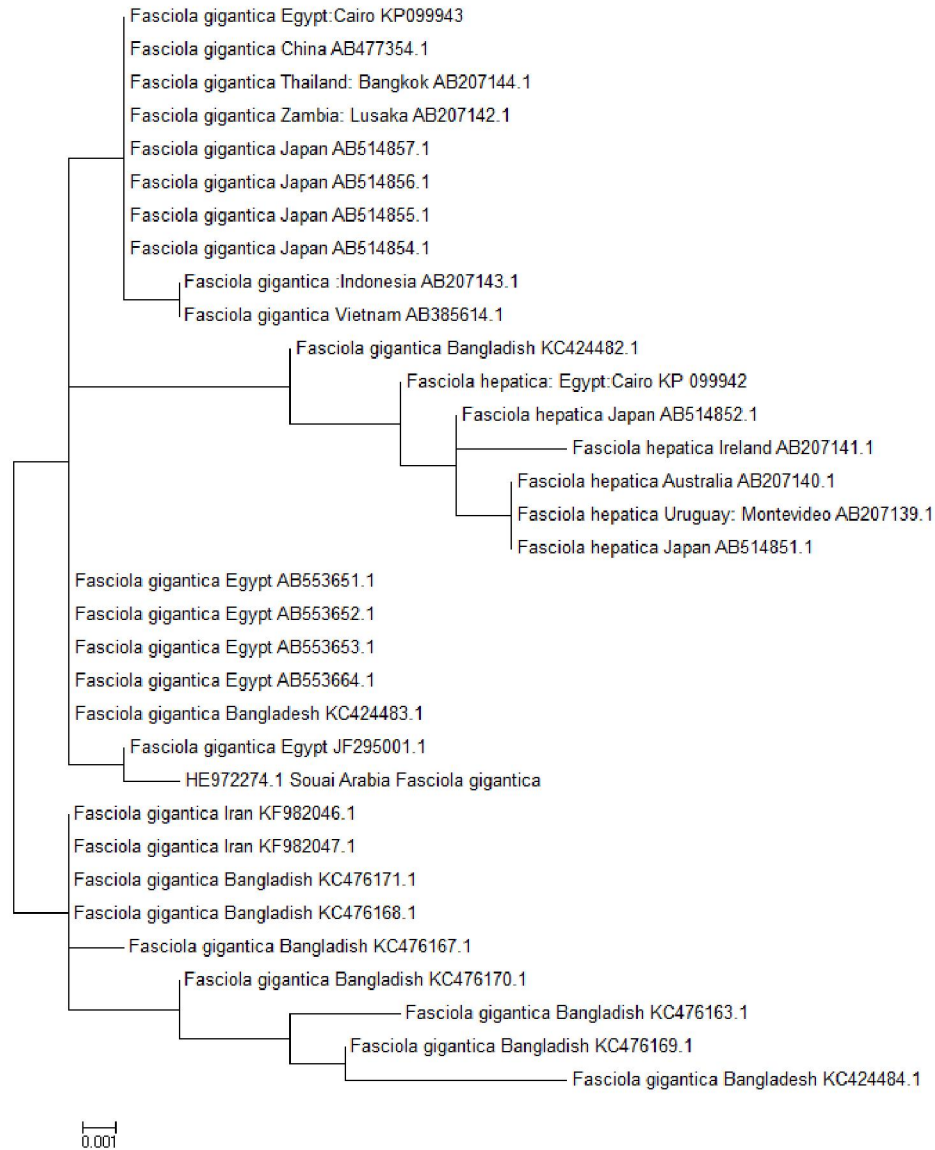 Fasciola gigantica Egypt:Cairo KP099943
Fasciola gigantica China AB477354.1
Fasciola gigantica Thailand: Bangkok AB207144.1
Fasciola gigantica Zambia: Lusaka AB207142.1
Fasciola gigantica Japan AB514857.1
Fasciola gigantica Japan AB514856.1
Fasciola gigantica Japan AB514855.1
Fasciola gigantica Japan AB514854.1
Fasciola gigantica :Indonesia AB207143.1
Fasciola gigantica Vietnam AB385614.1
Fasciola gigantica Bangladish KC424482.1
Fasciola hepatica: Egypt:Cairo KP 099942
Fasciola hepatica Japan AB514852.1
Fasciola hepatica Ireland AB207141.1
Fasciola hepatica Australia AB207140.1
Fasciola hepatica Uruguay: Montevideo AB207139.1
Fasciola hepatica Japan AB514851.1
Fasciola gigantica Egypt AB553651.1
Fasciola gigantica Egypt AB553652.1
Fasciola gigantica Egypt AB553653.1
Fasciola gigantica Egypt AB553664.1
Fasciola gigantica Bangladesh KC424483.1
Fasciola gigantica Egypt JF295001.1
HE972274.1 Souai Arabia Fasciola gigantica
Fasciola gigantica Iran KF982046.1
Fasciola gigantica Iran KF982047.1
Fasciola gigantica Bangladish KC476171.1
Fasciola gigantica Bangladish KC476168.1
Fasciola gigantica Bangladish KC476167.1
Fasciola gigantica Bangladish KC476170.1
Fasciola gigantica Bangladish KC476163.1
Fasciola gigantica Bangladish KC476169.1
Fasciola gigantica Bangladesh KC424484.1
0.001